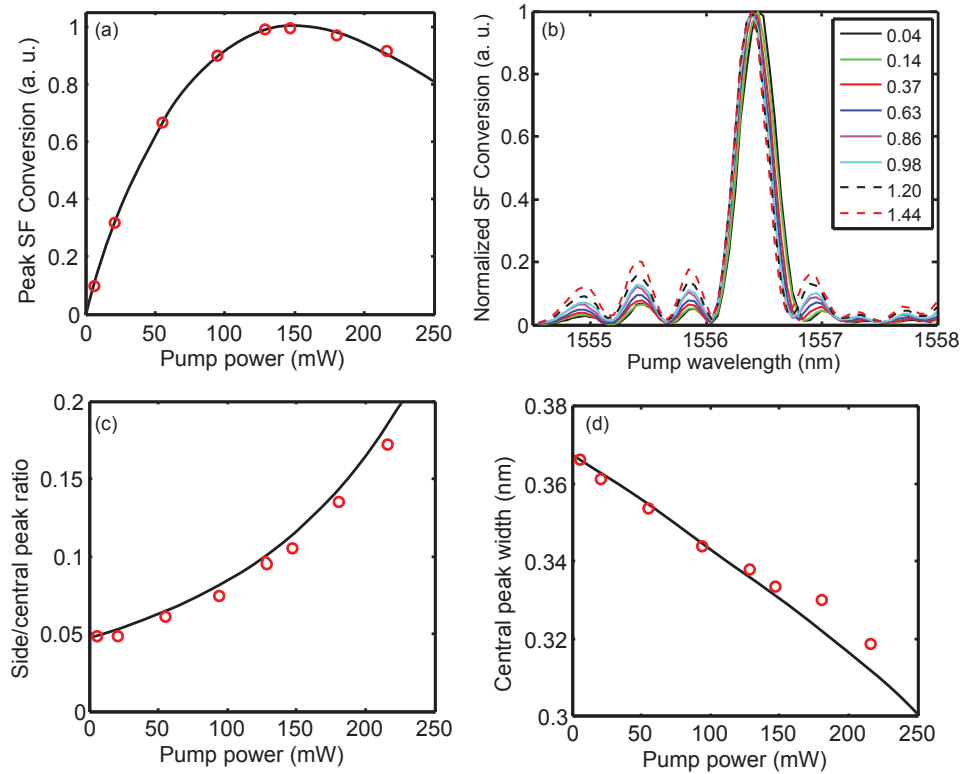 (a)
Peak SF Conversion (a. u.)
1
0.8
0.6
0.4
0.2
0
0 50 100 150 200 250
Pump power (mW)
(b)
Normalized SF Conversion (a. u.)
1
0.8
0.6
0.4
0.2
0
1555 1556 1557 1558
Pump wavelength (nm)
0.04
0.14
0.37
0.63
0.86
0.98
1.20
1.44
(c)
Side/central peak ratio
0.2
0.15
0.1
0.05
0
0 50 100 150 200 250
Pump power (mW)
(d)
Central peak width (nm)
0.38
0.36
0.34
0.32
0.3
0 50 100 150 200 250
Pump power (mW)